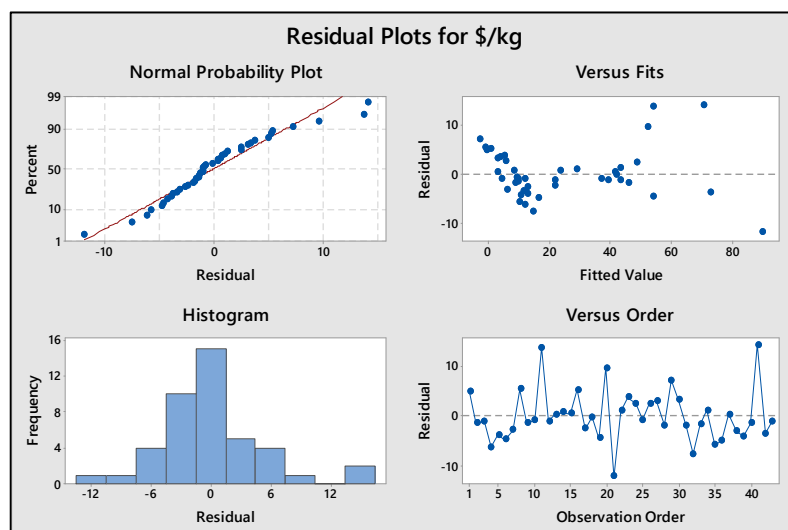 Residual Plots for $/kg
Normal Probability Plot
99
90
50
10
1
Percent
-10
0
10
Residual
Versus Fits
10
0
-10
Residual
0
20
40
60
80
Fitted Value
Histogram
16
12
8
4
0
Frequency
-12
-6
0
6
12
Residual
Versus Order
10
0
-10
Residual
1
5
10
15
20
25
30
35
40
Observation Order